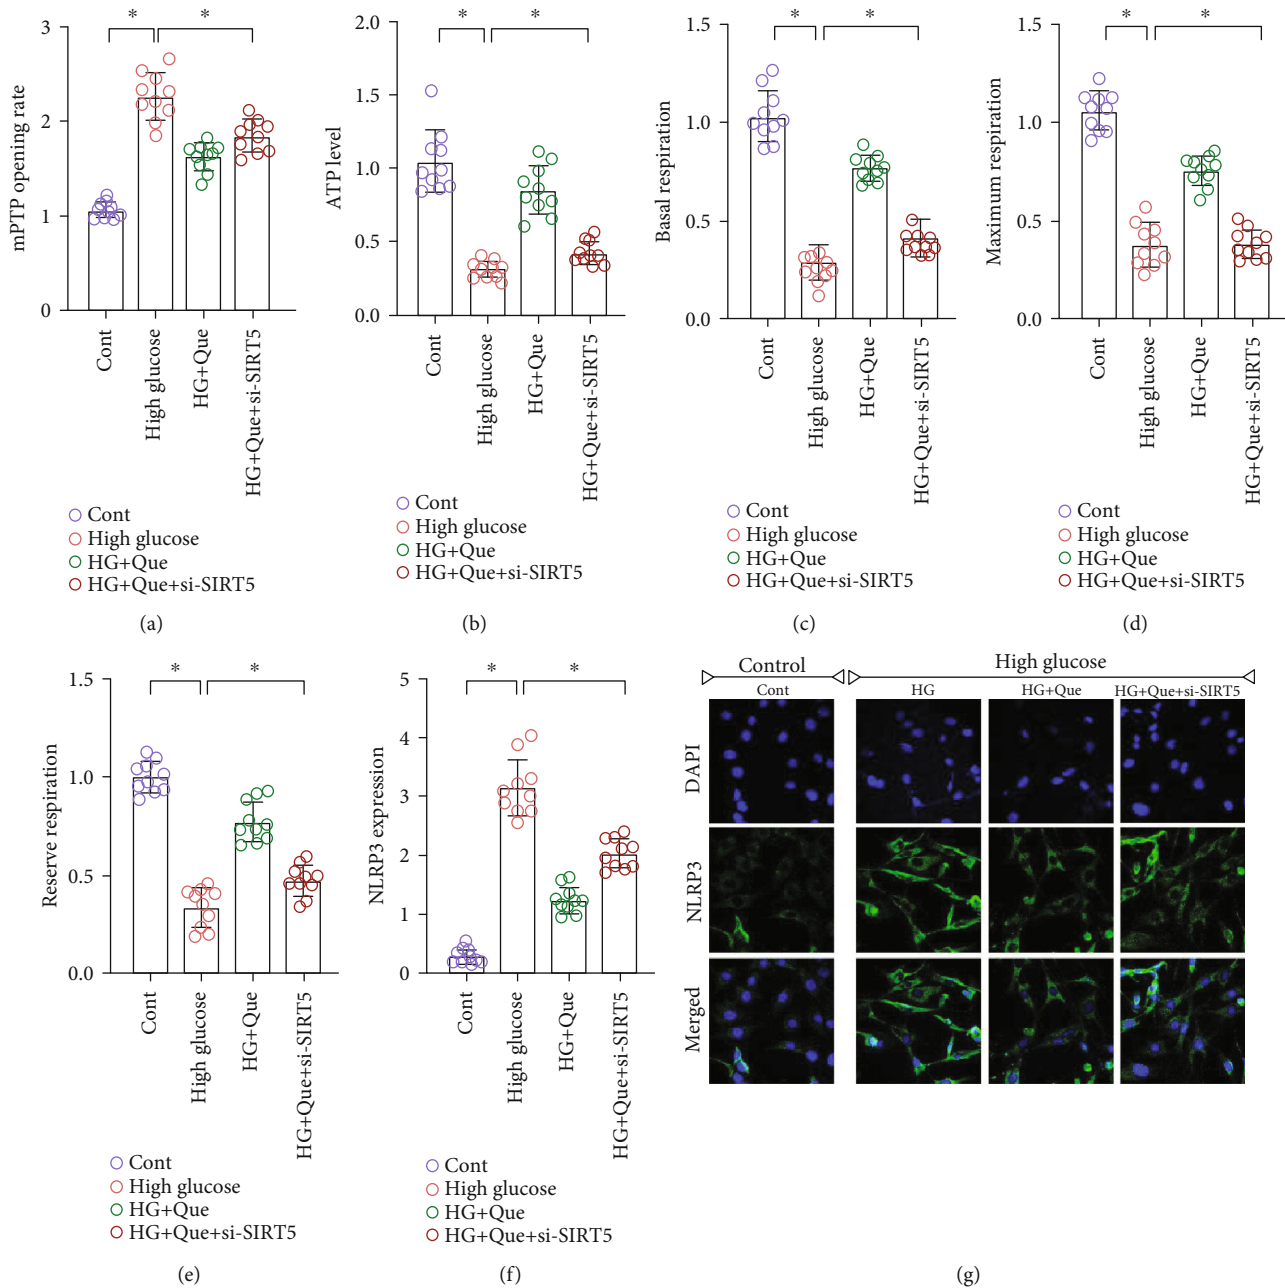 mPTP opening rate
3
2
1
0
*
*
Cont
High glucose
HG+Que
HG+Que+si-SIRT5
Cont
High glucose
HG+Que
HG+Que+si-SIRT5
(a)
ATP level
2.0
1.5
1.0
0.5
0.0
*
*
Cont
High glucose
HG+Que
HG+Que+si-SIRT5
Cont
High glucose
HG+Que
HG+Que+si-SIRT5
(b)
Basal respiration
1.5
1.0
0.5
0.0
*
*
Cont
High glucose
HG+Que
HG+Que+si-SIRT5
Cont
High glucose
HG+Que
HG+Que+si-SIRT5
(c)
Maximum respiration
1.5
1.0
0.5
0.0
*
*
Cont
High glucose
HG+Que
HG+Que+si-SIRT5
Cont
High glucose
HG+Que
HG+Que+si-SIRT5
(d)
Reserve respiration
1.5
1.0
0.5
0.0
*
*
Cont
High glucose
HG+Que
HG+Que+si-SIRT5
Cont
High glucose
HG+Que
HG+Que+si-SIRT5
(e)
NLRP3 expression
5
4
3
2
1
0
*
*
Cont
High glucose
HG+Que
HG+Que+si-SIRT5
Cont
High glucose
HG+Que
HG+Que+si-SIRT5
(f)
Control
High glucose
Cont
HG
HG+Que
HG+Que+si-SIRT5
DAPI
NLRP3
Merged
(g)